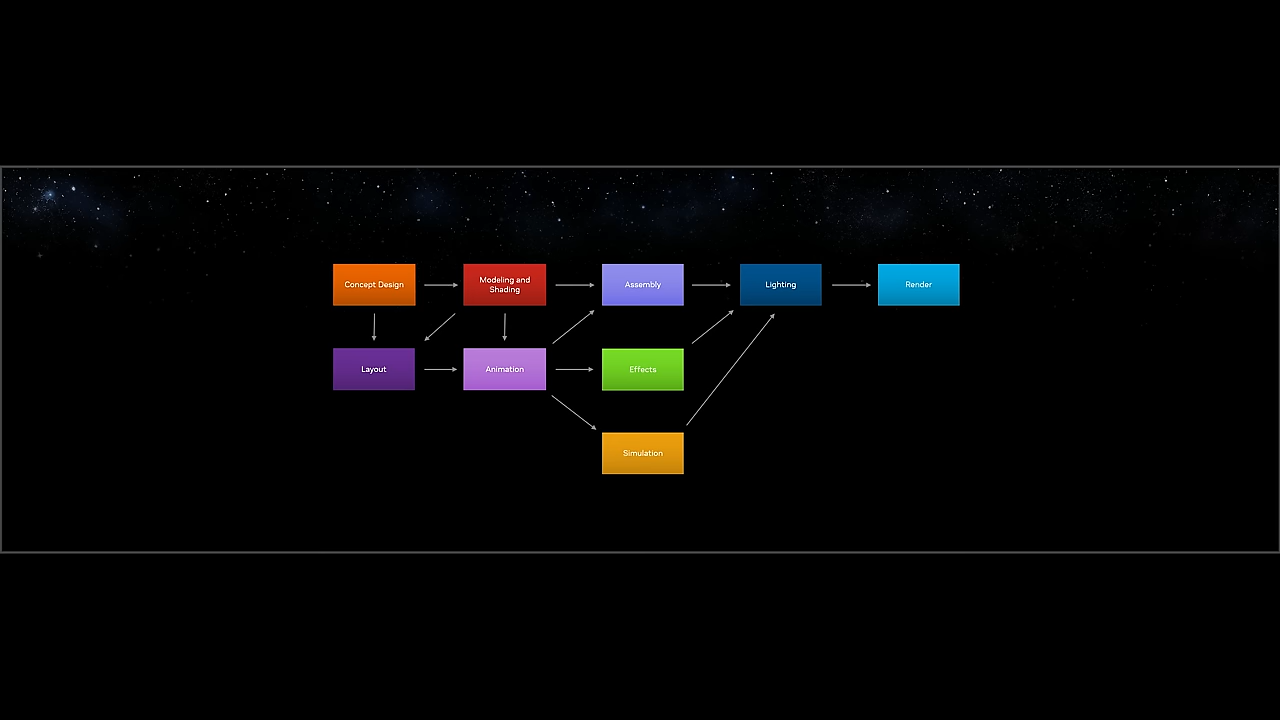 Concept Design
Modeling and
Shading
Assembly
Lighting
Render
Layout
Animation
Effects
Simulation